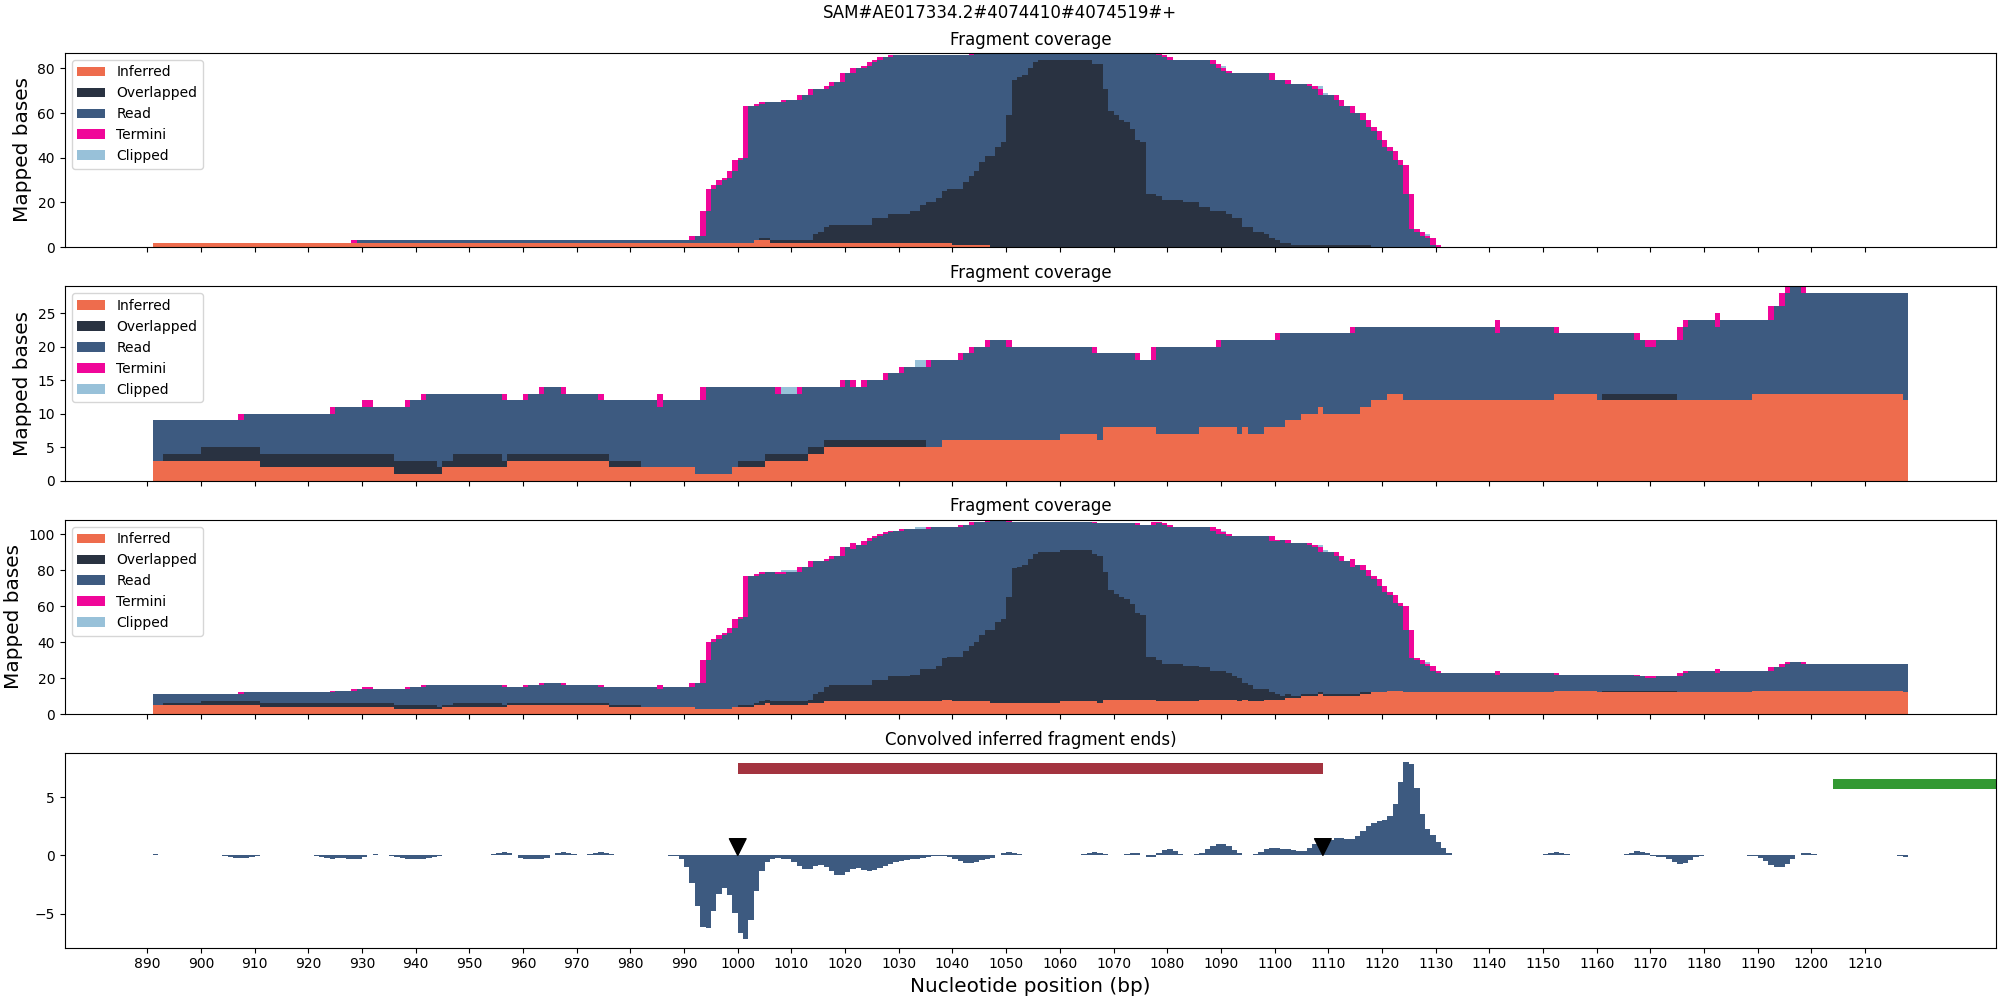 SAM#AE017334.2#4074410#4074519#+
Fragment coverage
Mapped bases
80
60
40
20
0
Inferred
Overlapped
Read
Termini
Clipped
Fragment coverage
Mapped bases
25
20
15
10
5
0
Inferred
Overlapped
Read
Termini
Clipped
Fragment coverage
Mapped bases
100
80
60
40
20
0
Inferred
Overlapped
Read
Termini
Clipped
Convolved inferred fragment ends)
5
0
−5
890 900 910 920 930 940 950 960 970 980 990 1000 1010 1020 1030 1040 1050 1060 1070 1080 1090 1100 1110 1120 1130 1140 1150 1160 1170 1180 1190 1200 1210
Nucleotide position (bp)